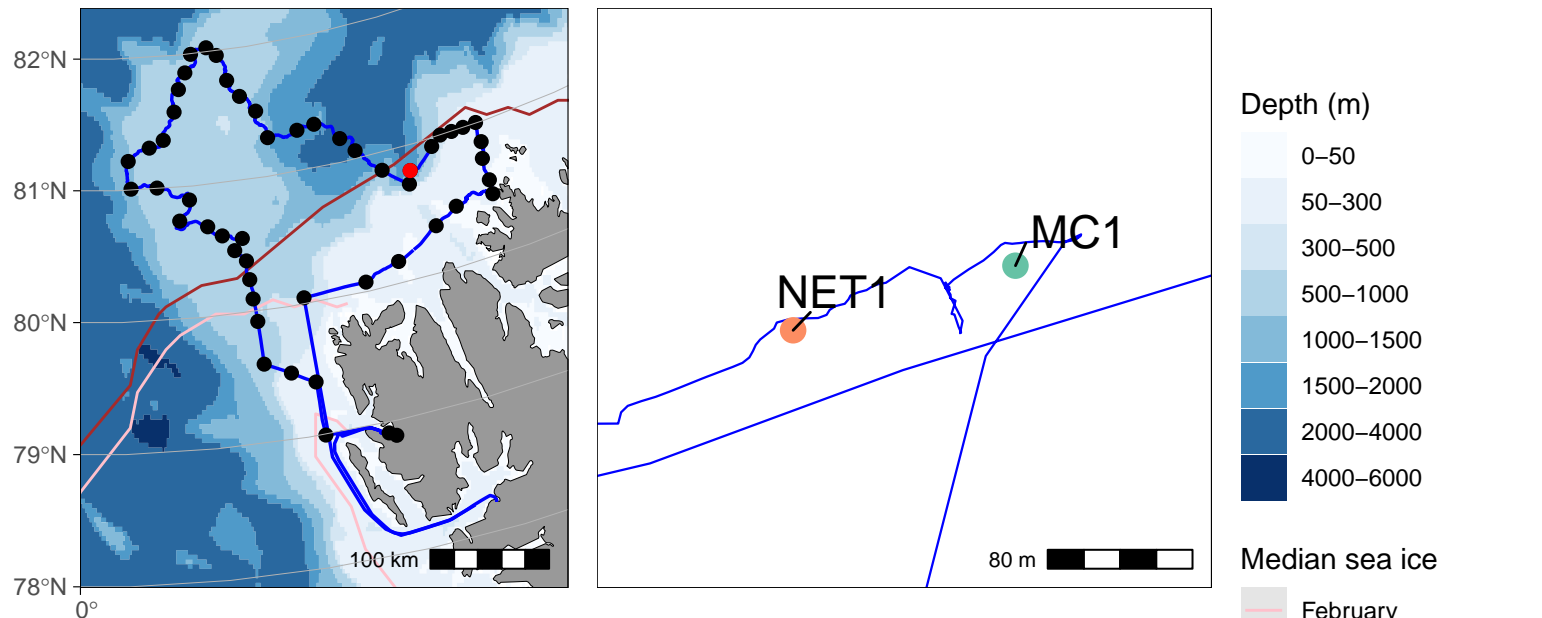 82°N
81°N
80°N
79°N
78°N
0°
100 km
NET1
MC1
80 m
Depth (m)
0–50
50–300
300–500
500–1000
1000–1500
1500–2000
2000–4000
4000–6000
Median sea ice
February